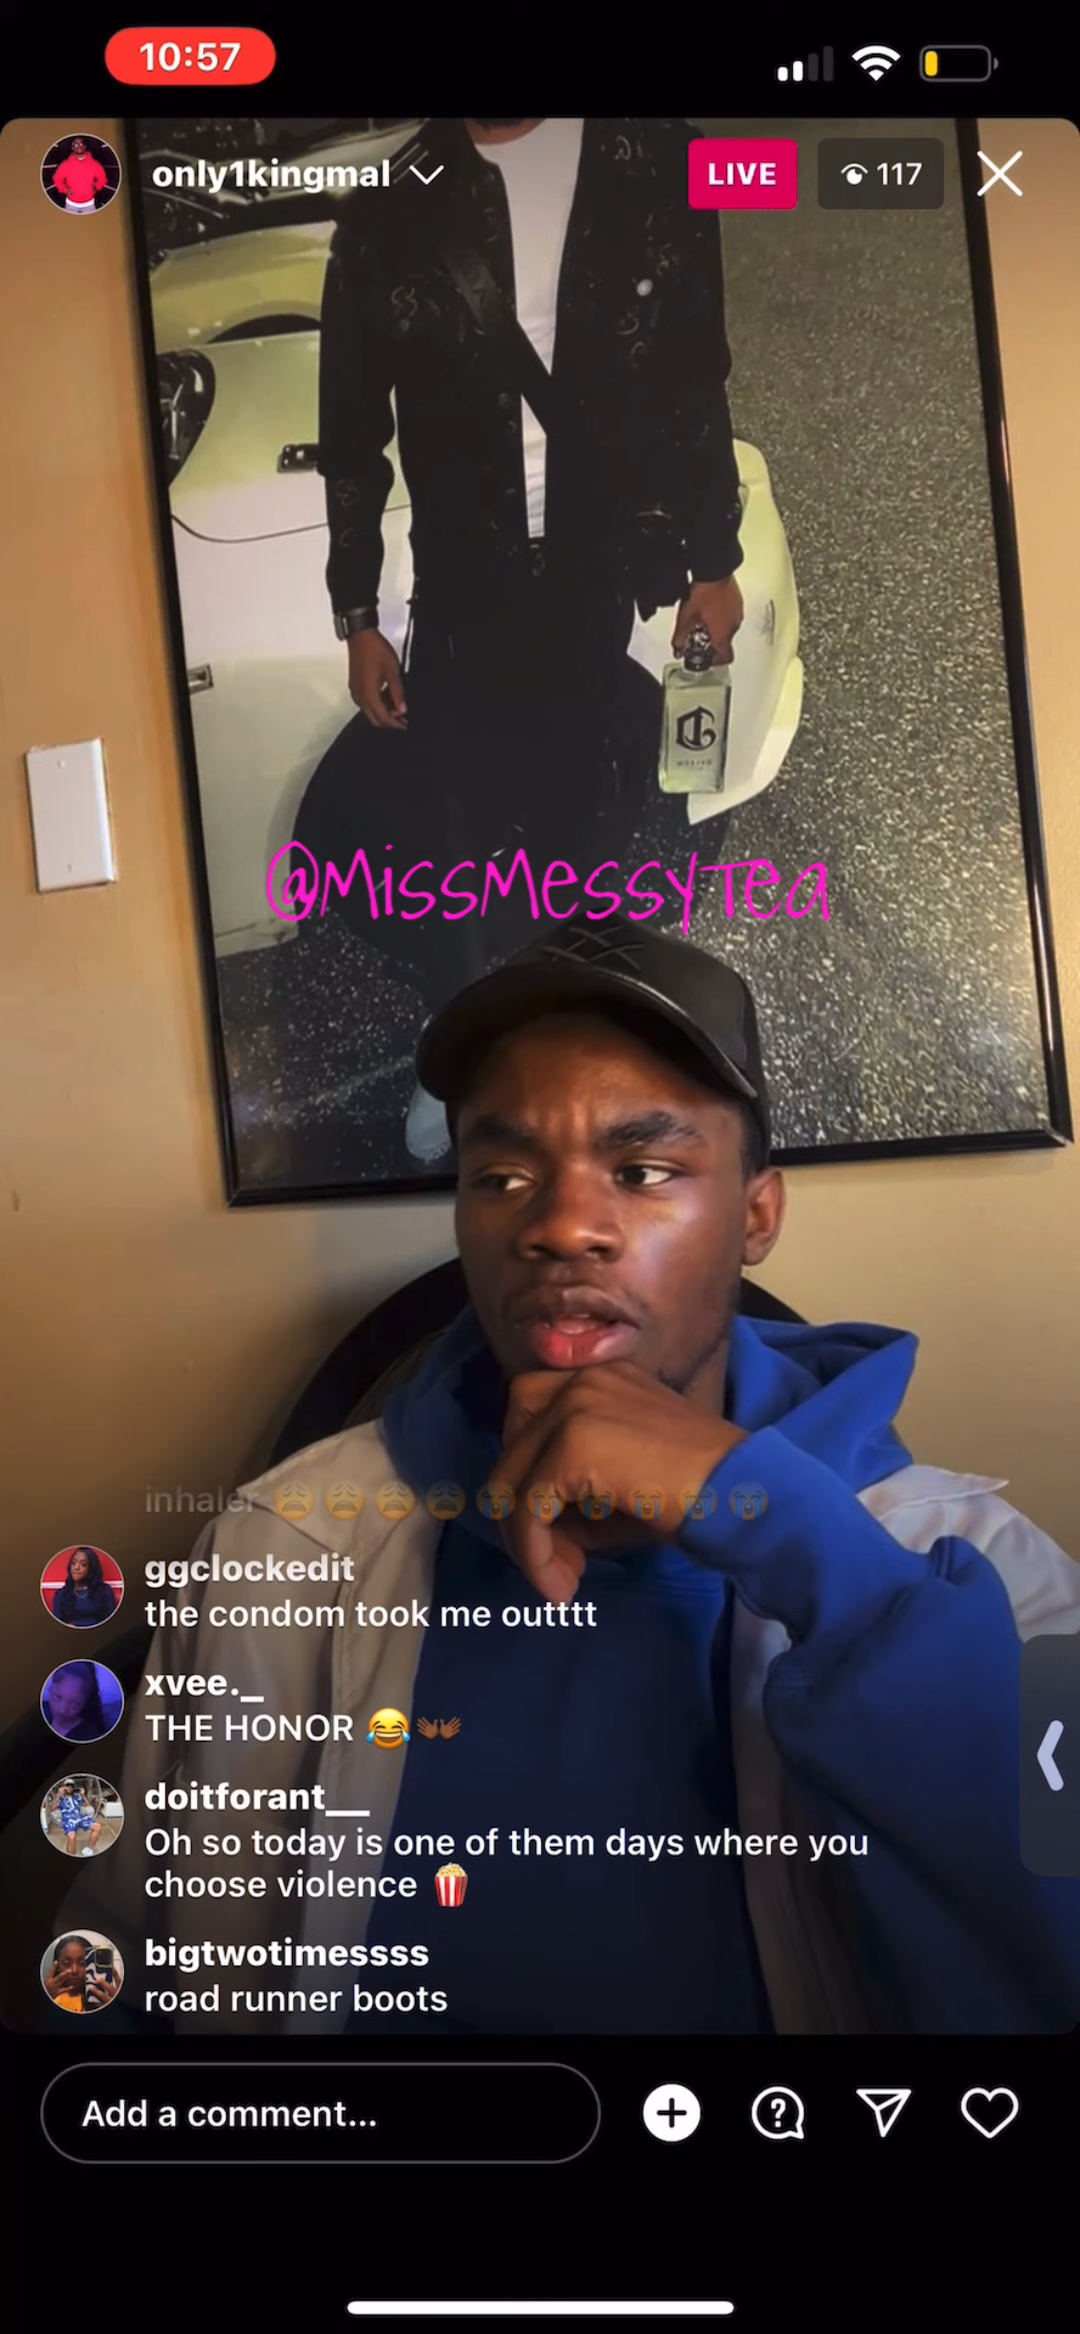 10:57
only1kingmal
LIVE
117
@MissMessyTea
inhaler 😩😩😩😩😭😭😭😭😭😭
ggclockedit
the condom took me outttt
xvee._
THE HONOR 😂👐🏾
doitforant__
Oh so today is one of them days where you
choose violence 🍿
bigtwotimessss
road runner boots
Add a comment...